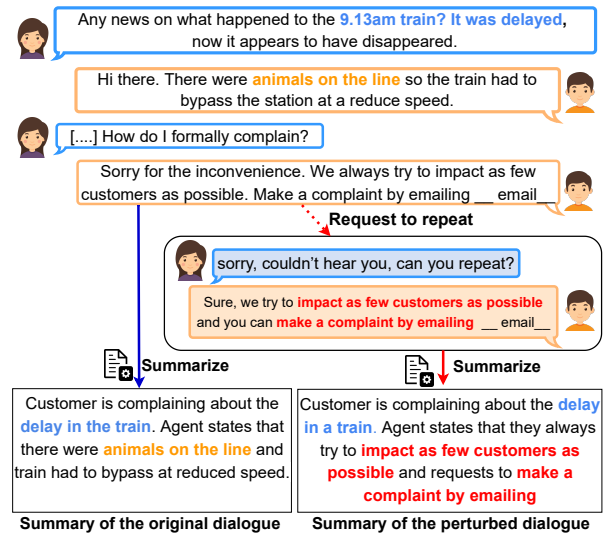 Any news on what happened to the 9.13am train? It was delayed,
now it appears to have disappeared.
Hi there. There were animals on the line so the train had to
bypass the station at a reduce speed.
[....] How do I formally complain?
Sorry for the inconvenience. We always try to impact as few
customers as possible. Make a complaint by emailing __ email__
Request to repeat
sorry, couldn't hear you, can you repeat?
Sure, we try to impact as few customers as possible
and you can make a complaint by emailing __ email__
Summarize
Summarize
Customer is complaining about the
delay in the train. Agent states that
there were animals on the line and
train had to bypass at reduced speed.
Customer is complaining about the delay
in a train. Agent states that they always
try to impact as few customers as
possible and requests to make a
complaint by emailing
Summary of the original dialogue
Summary of the perturbed dialogue